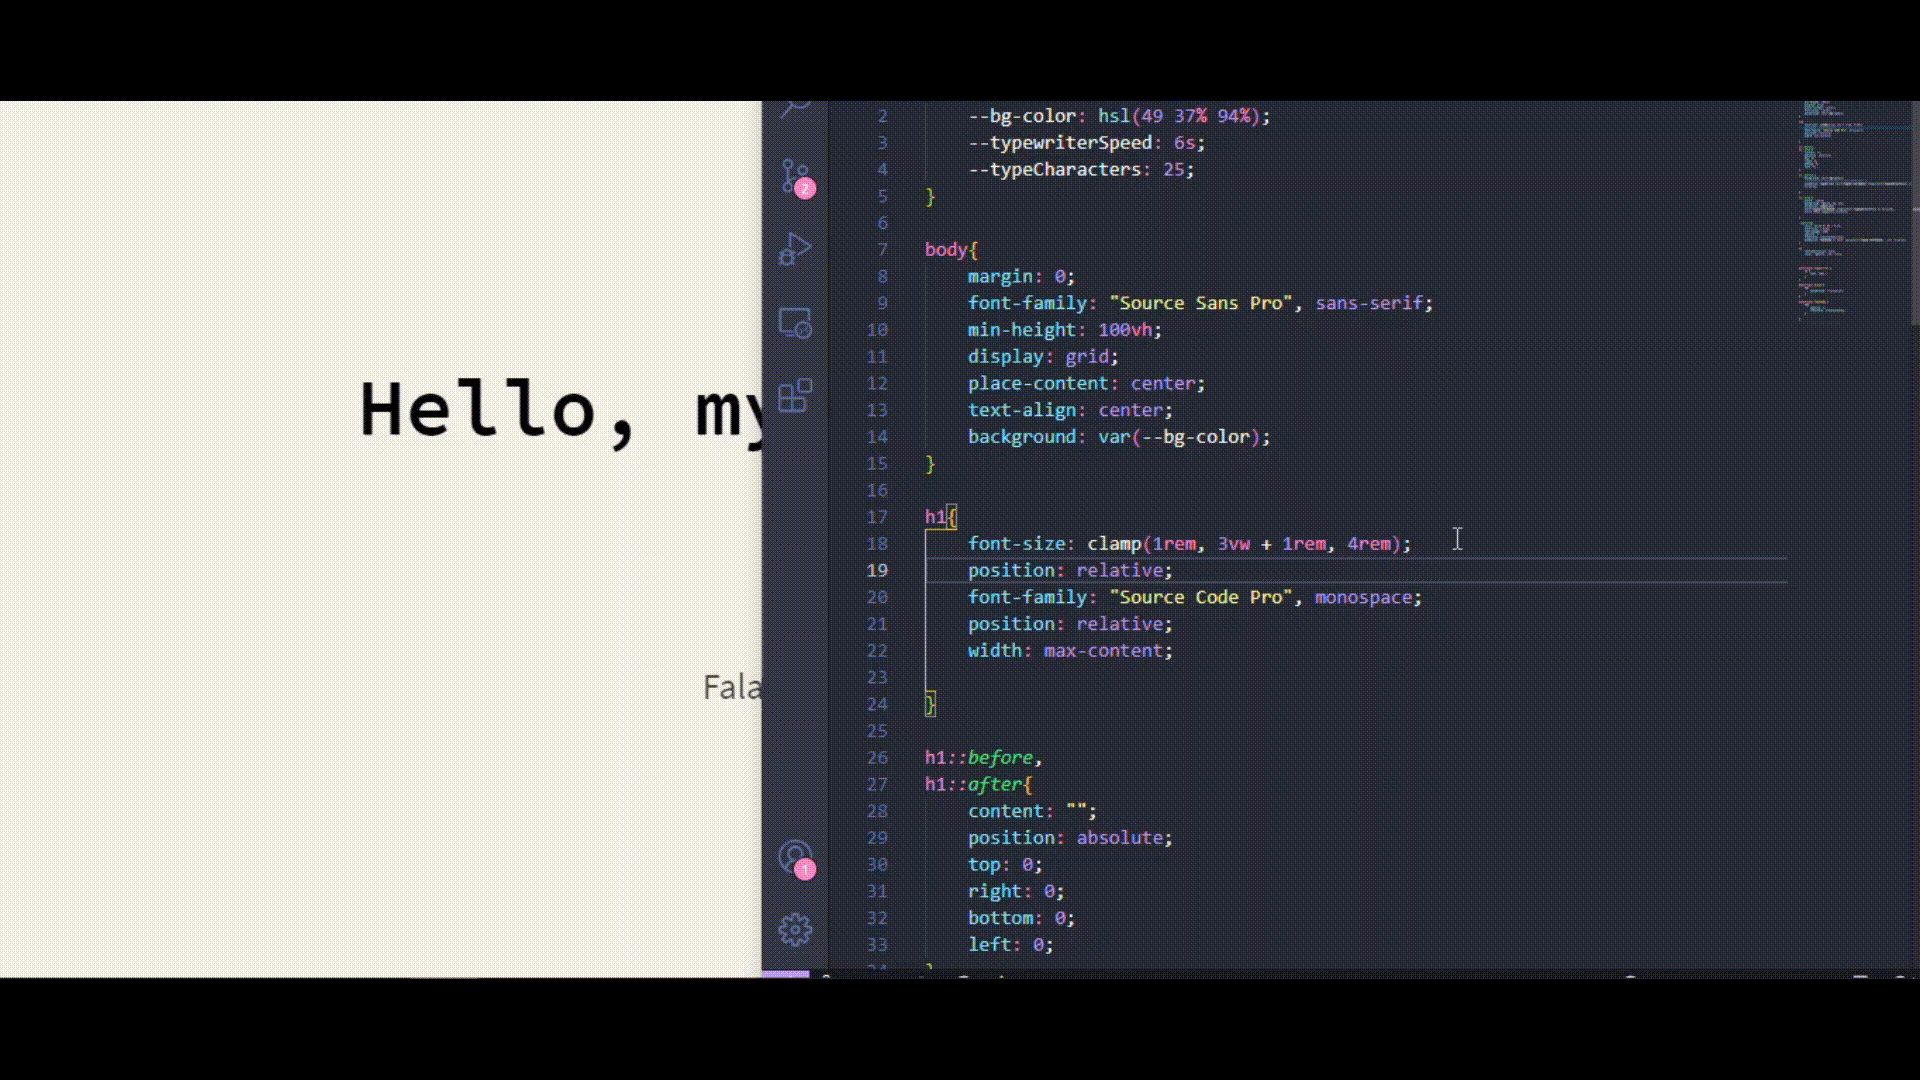 Hello, my
Fala
2
1
2 --bg-color: hsl(49 37% 94%);
3 --typewriterSpeed: 6s;
4 --typeCharacters: 25;
5 }
6
7 body{
8 margin: 0;
9 font-family: "Source Sans Pro", sans-serif;
10 min-height: 100vh;
11 display: grid;
12 place-content: center;
13 text-align: center;
14 background: var(--bg-color);
15 }
16
17 h1{
18 font-size: clamp(1rem, 3vw + 1rem, 4rem);
19 position: relative;
20 font-family: "Source Code Pro", monospace;
21 position: relative;
22 width: max-content;
23
24 }
25
26 h1::before,
27 h1::after{
28 content: "";
29 position: absolute;
30 top: 0;
31 right: 0;
32 bottom: 0;
33 left: 0;